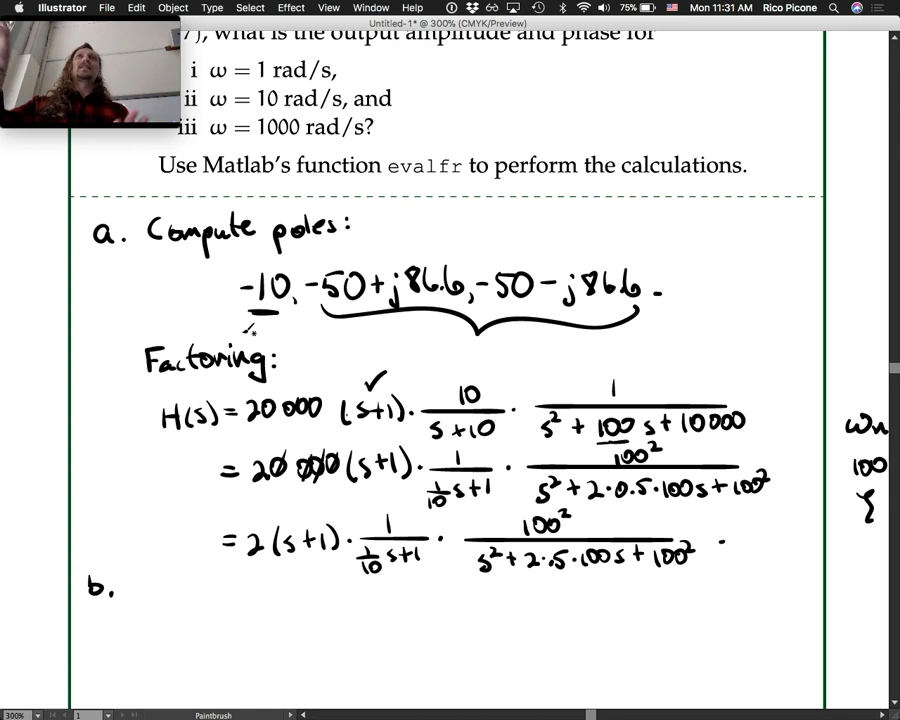 Illustrator File Edit Object Type Select Effect View Window Help 75% Mon 11:31 AM Rico Picone
Untitled-1* @ 300% (CMYK/Preview)
7), what is the output amplitude and phase for
i ω = 1 rad/s,
ii ω = 10 rad/s, and
iii ω = 1000 rad/s?
Use Matlab's function evalfr to perform the calculations.
a. Compute poles:
-10, -50+j86.6, -50-j86.6.
Factoring:
H(s) = 20000 (s+1) · 10/(s+10) · 1/(s² + 100 s + 10000)
= 20000 (s+1) · 1/(1/10 s+1) · 100²/(s² + 2·0.5·100s + 100²)
= 2 (s+1) · 1/(1/10 s+1) · 100²/(s² + 2·.5·100s + 100²) .
ωn
100
b.
300% 1 Paintbrush